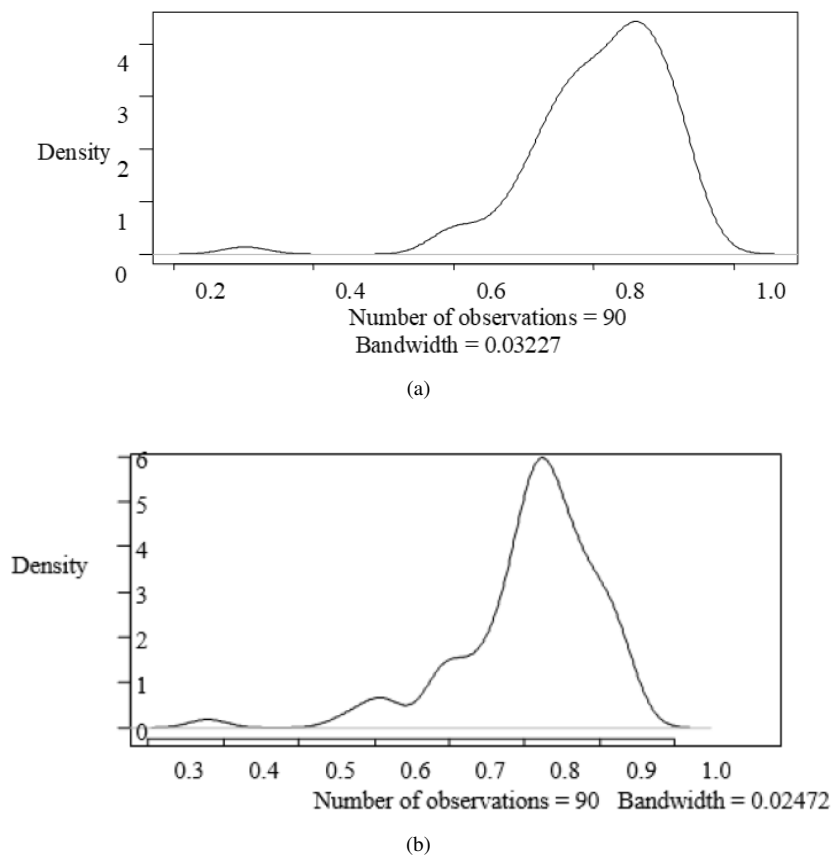 4
3
Density
2
1
0
0.2 0.4 0.6 0.8 1.0
Number of observations = 90
Bandwidth = 0.03227
(a)
6
5
4
Density
3
2
1
0
0.3 0.4 0.5 0.6 0.7 0.8 0.9 1.0
Number of observations = 90 Bandwidth = 0.02472
(b)